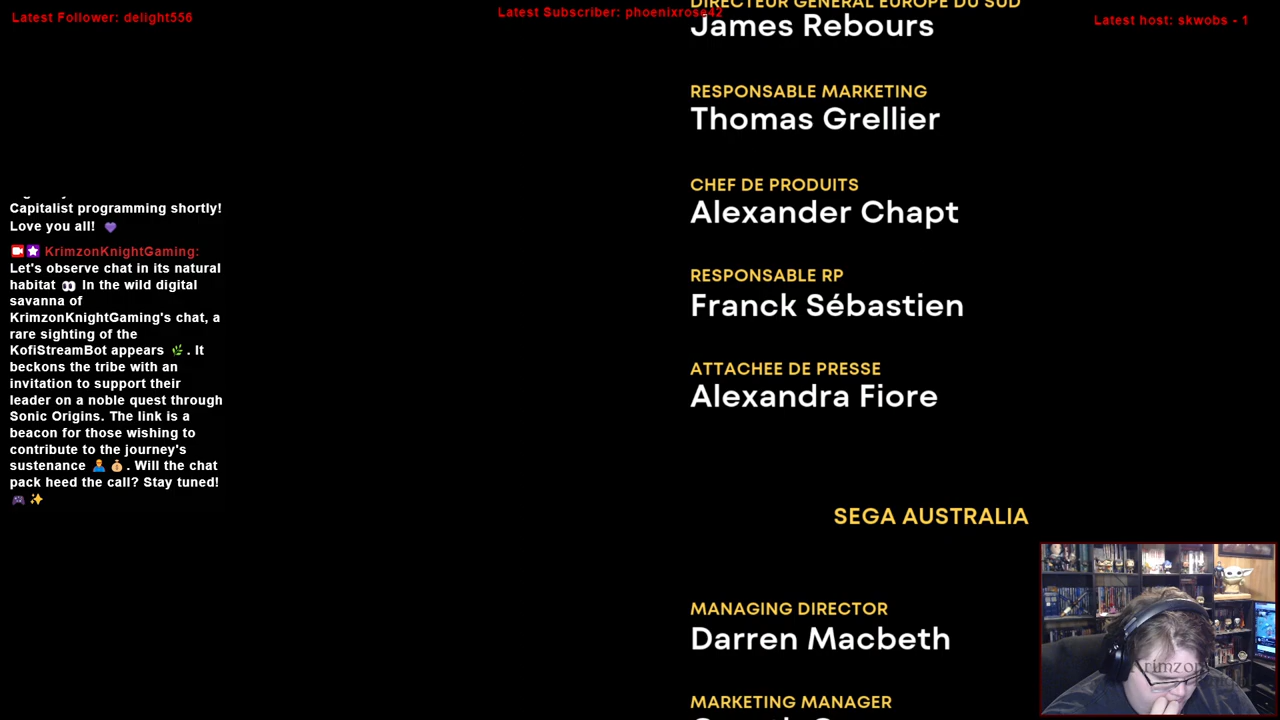 Latest Follower: delight556
Latest Subscriber: phoenixrose42
Latest host: skwobs - 1
Capitalist programming shortly!
Love you all! 💜
KrimzonKnightGaming:
Let's observe chat in its natural
habitat 👀 In the wild digital
savanna of
KrimzonKnightGaming's chat, a
rare sighting of the
KofiStreamBot appears 🌿. It
beckons the tribe with an
invitation to support their
leader on a noble quest through
Sonic Origins. The link is a
beacon for those wishing to
contribute to the journey's
sustenance 🙍‍♂️💰. Will the chat
pack heed the call? Stay tuned!
🎮✨
DIRECTEUR GENERAL EUROPE DU SUD
James Rebours
RESPONSABLE MARKETING
Thomas Grellier
CHEF DE PRODUITS
Alexander Chapt
RESPONSABLE RP
Franck Sébastien
ATTACHEE DE PRESSE
Alexandra Fiore
SEGA AUSTRALIA
MANAGING DIRECTOR
Darren Macbeth
MARKETING MANAGER